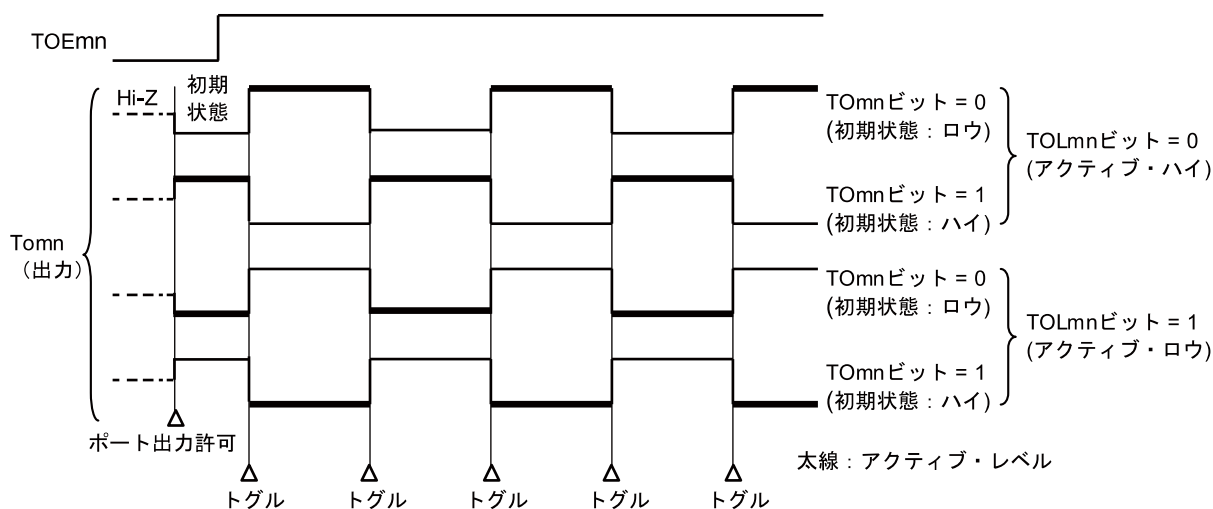 TOEmn
Hi-Z
初期
状態
Tomn
（出力）
TOmnビット = 0
(初期状態：ロウ)
TOmnビット = 1
(初期状態：ハイ)
TOLmnビット = 0
(アクティブ・ハイ)
TOmnビット = 0
(初期状態：ロウ)
TOmnビット = 1
(初期状態：ハイ)
TOLmnビット = 1
(アクティブ・ロウ)
ポート出力許可
太線：アクティブ・レベル
トグル
トグル
トグル
トグル
トグル